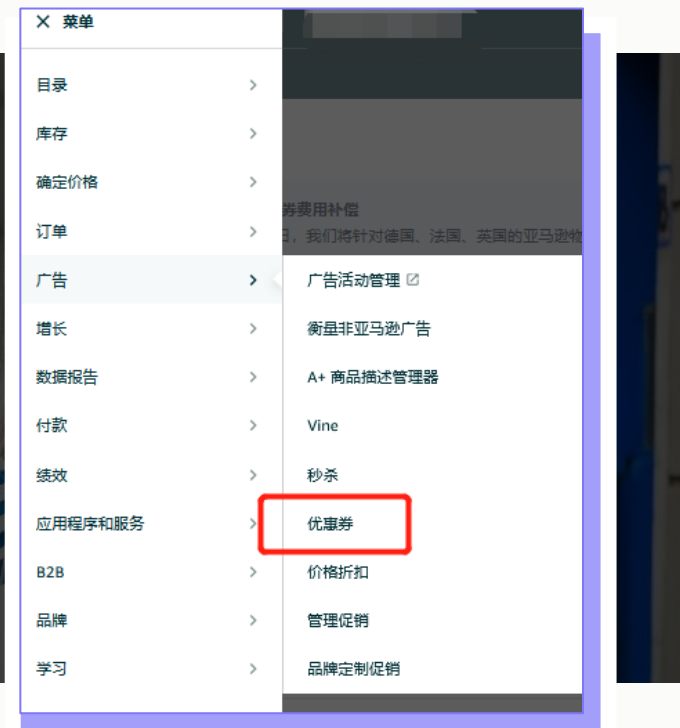 菜单
目录
库存
确定价格
订单
广告
增长
数据报告
付款
绩效
应用程序和服务
B2B
品牌
学习
券费用补偿
日，我们将针对德国、法国、英国的亚马逊物
广告活动管理
衡量非亚马逊广告
A+ 商品描述管理器
Vine
秒杀
优惠券
价格折扣
管理促销
品牌定制促销